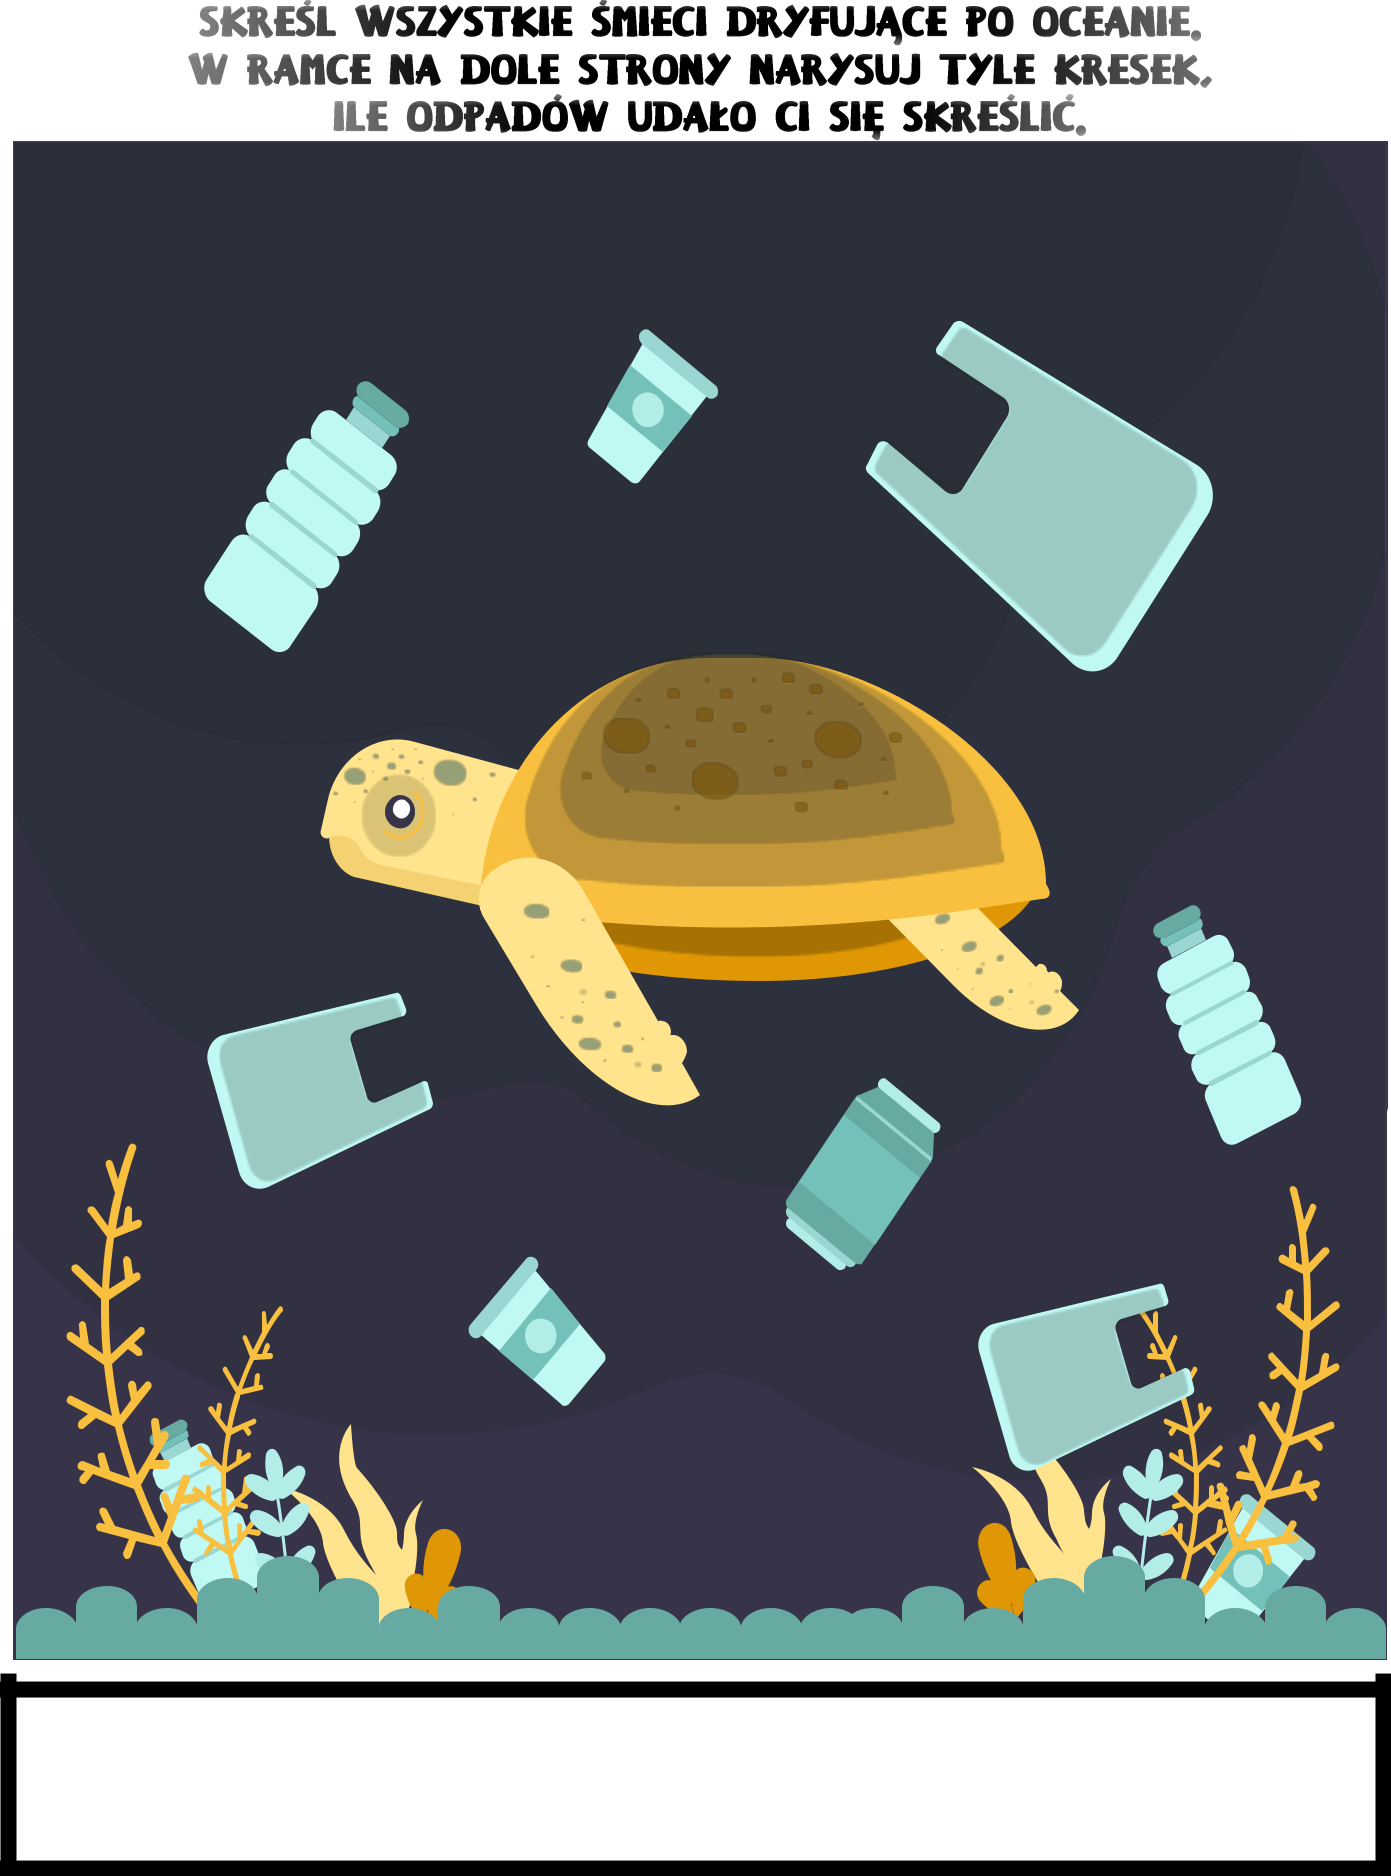 SKREŚL WSZYSTKIE ŚMIECI DRYFUJĄCE PO OCEANIE.
W RAMCE NA DOLE STRONY NARYSUJ TYLE KRESEK,
ILE ODPADÓW UDAŁO CI SIĘ SKREŚLIĆ.